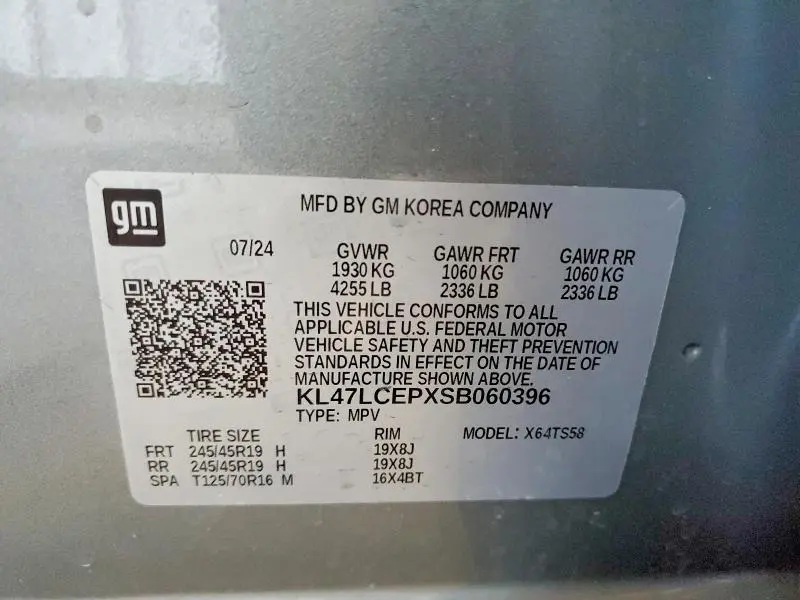 gm
MFD BY GM KOREA COMPANY
07/24
GVWR GAWR FRT GAWR RR
1930 KG 1060 KG 1060 KG
4255 LB 2336 LB 2336 LB
THIS VEHICLE CONFORMS TO ALL
APPLICABLE U.S. FEDERAL MOTOR
VEHICLE SAFETY AND THEFT PREVENTION
STANDARDS IN EFFECT ON THE DATE OF
MANUFACTURE SHOWN ABOVE.
KL47LCEPXSB060396
TYPE: MPV
TIRE SIZE RIM MODEL: X64TS58
FRT 245/45R19 H 19X8J
RR 245/45R19 H 19X8J
SPA T125/70R16 M 16X4BT